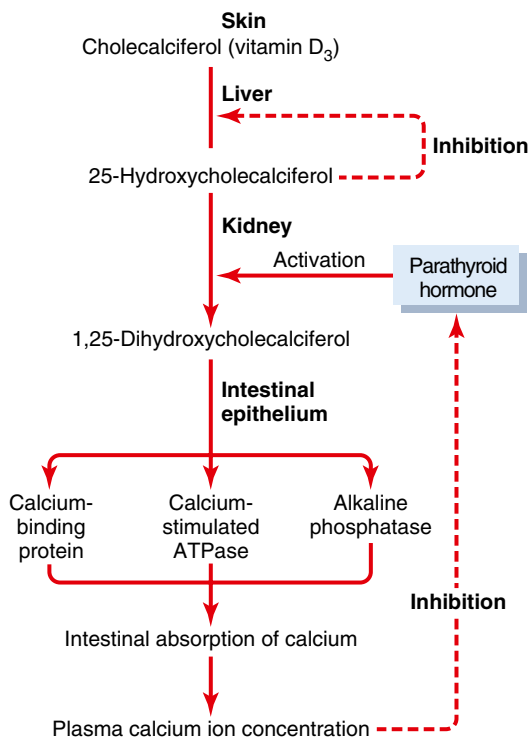 Skin
Cholecalciferol (vitamin D3)
Liver
Inhibition
25-Hydroxycholecalciferol
Kidney
Activation
Parathyroid
hormone
1,25-Dihydroxycholecalciferol
Intestinal
epithelium
Calcium-
binding
protein
Calcium-
stimulated
ATPase
Alkaline
phosphatase
Inhibition
Intestinal absorption of calcium
Plasma calcium ion concentration